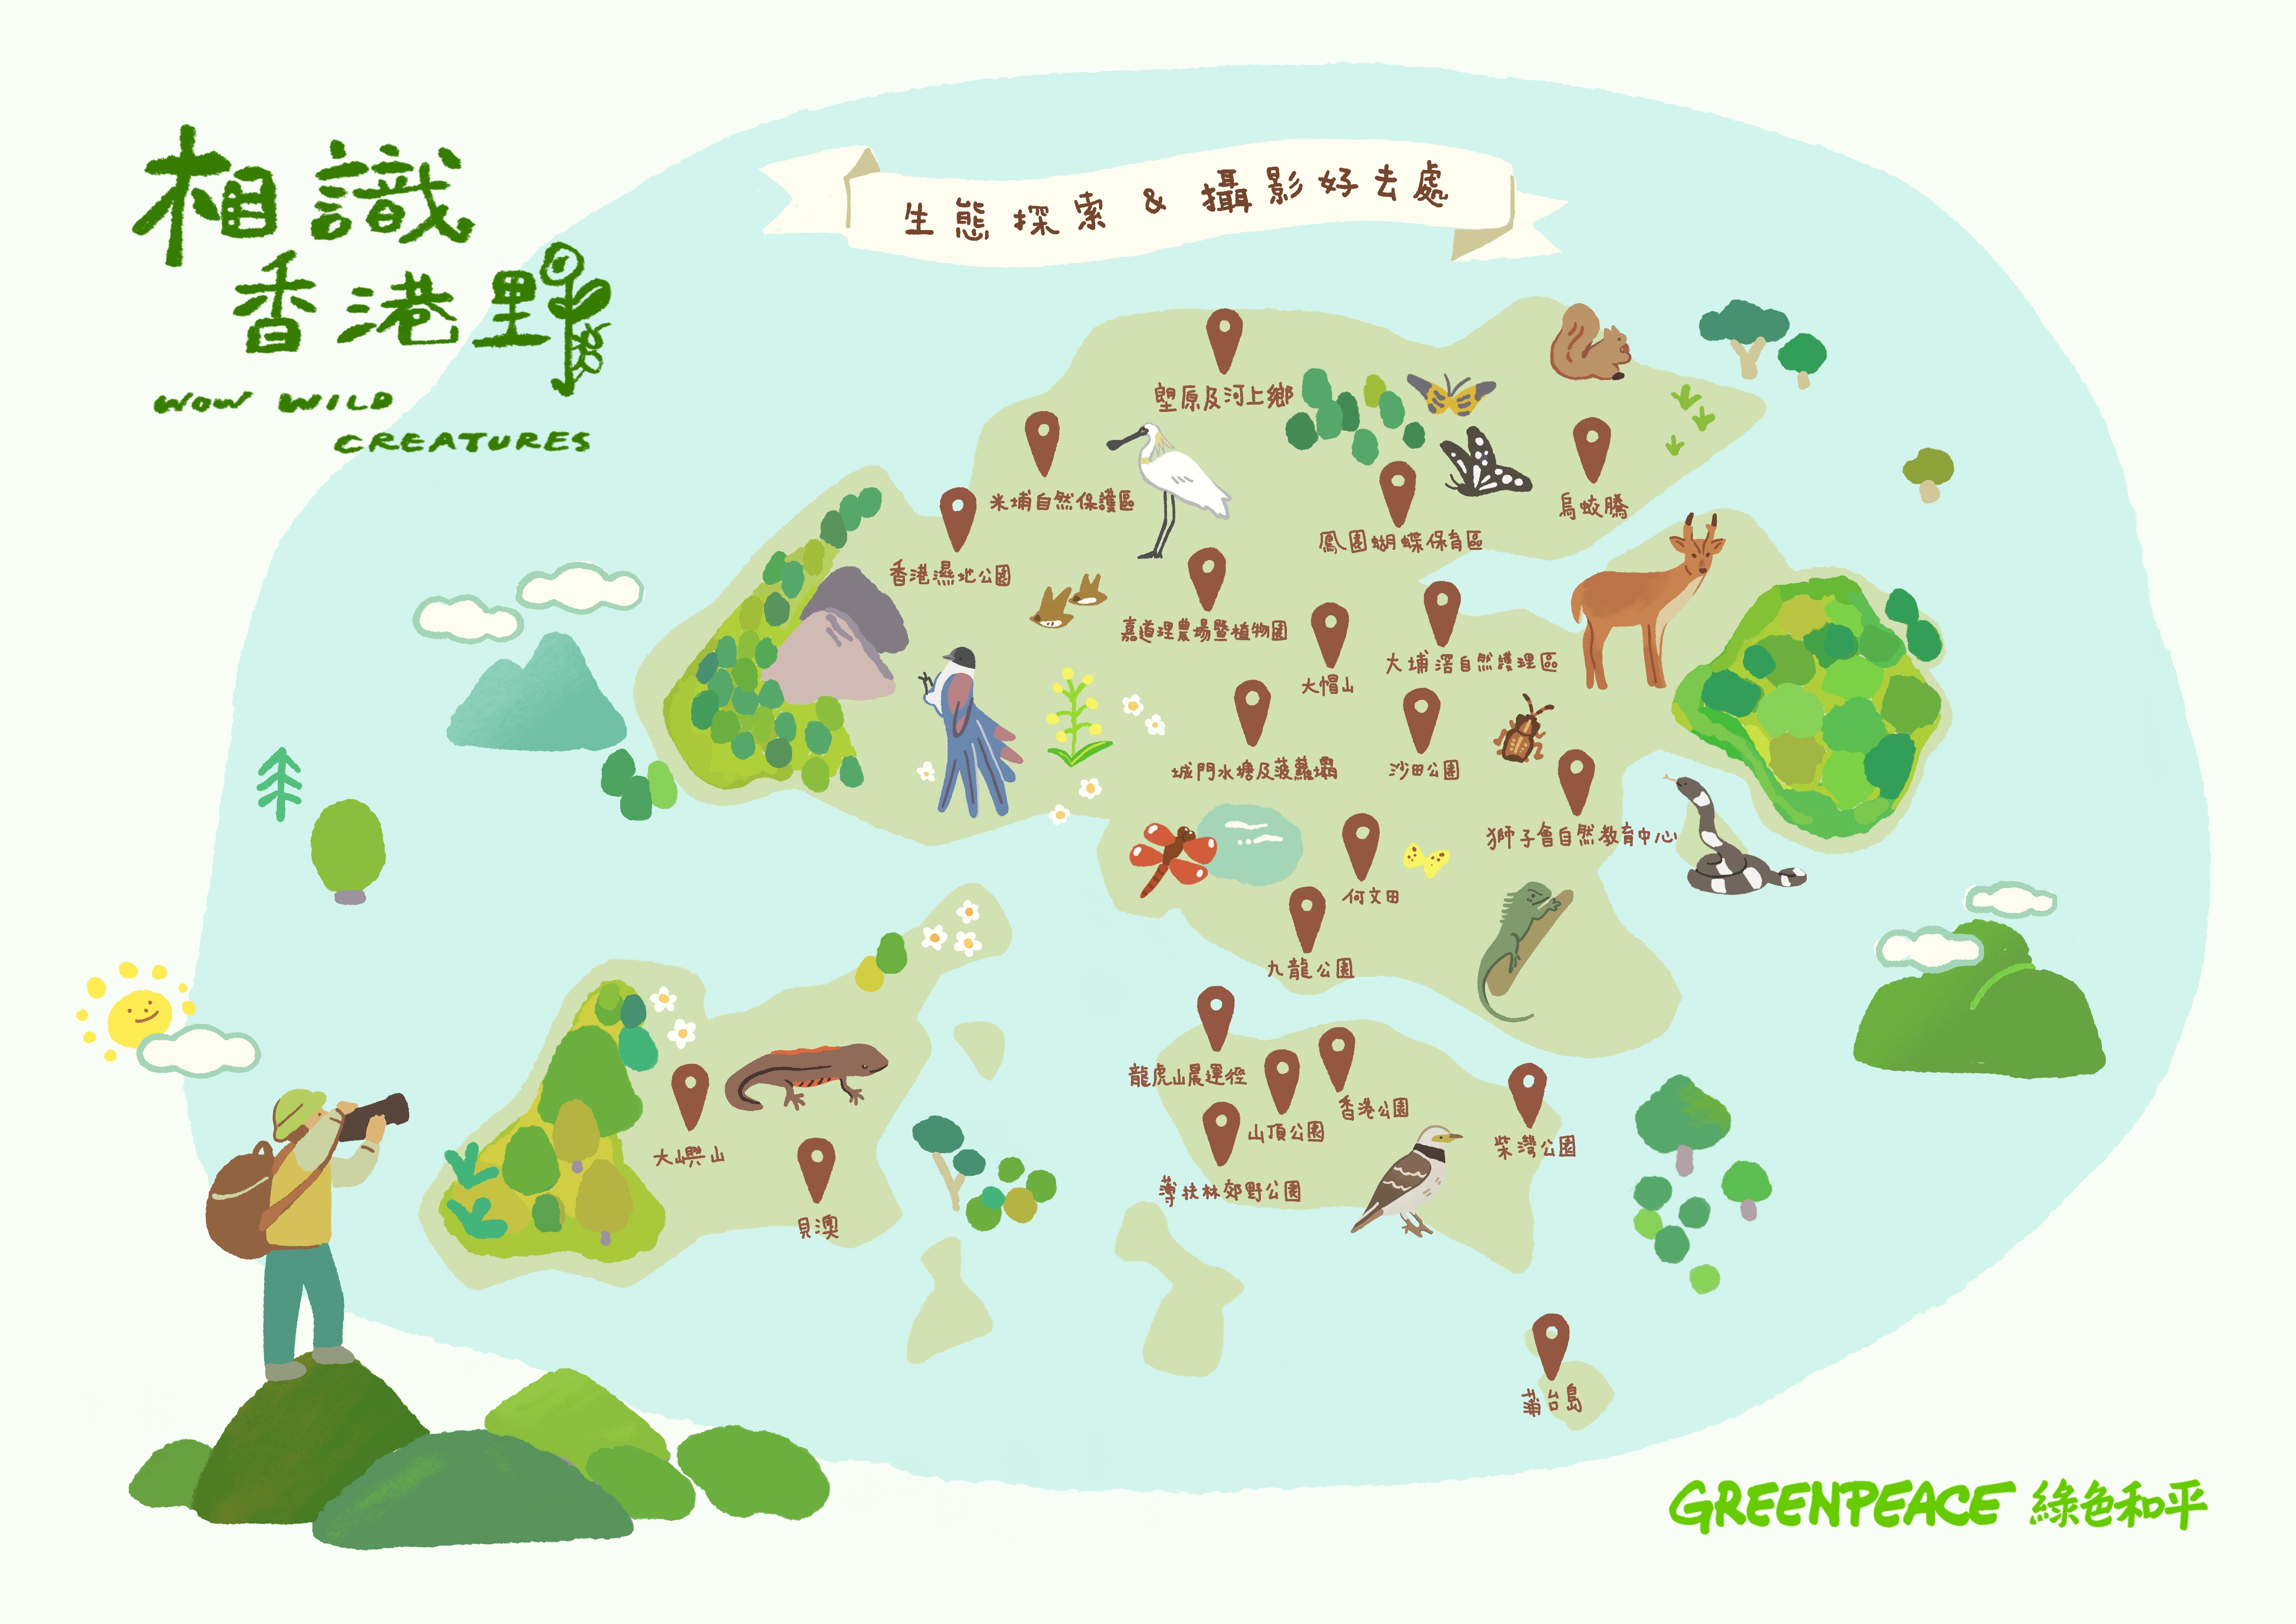 相識
香港野
WOW WILD
CREATURES
生態探索 & 攝影好去處
塱原及河上鄉
米埔自然保護區
烏蛟騰
鳳園蝴蝶保育區
香港濕地公園
嘉道理農場暨植物園
大埔滘自然護理區
大帽山
城門水塘及菠蘿壩
沙田公園
獅子會自然教育中心
何文田
九龍公園
龍虎山晨運徑
香港公園
山頂公園
柴灣公園
大嶼山
薄扶林郊野公園
貝澳
蒲台島
GREENPEACE 綠色和平